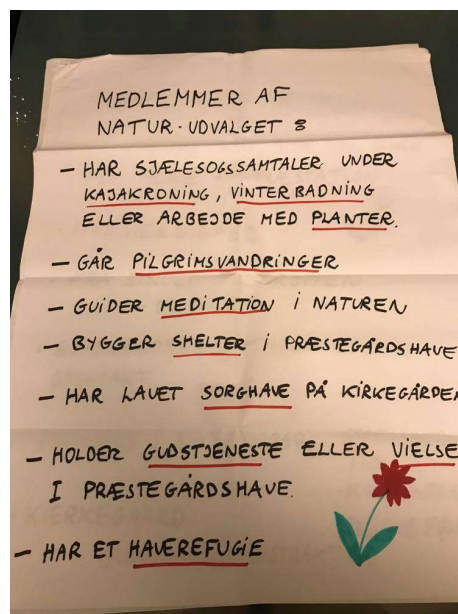 MEDLEMMER AF
NATUR-UDVALGET :
- HAR SJÆLESOGSSAMTALER UNDER
KAJAKRONING, VINTERBADNING
ELLER ARBEJDE MED PLANTER.
- GÅR PILGRIMSVANDRINGER
- GUIDER MEDITATION I NATUREN
- BYGGER SHELTER I PRÆSTEGÅRDSHAVE
- HAR LAVET SORGHAVE PÅ KIRKEGÅRDEN
- HOLDER GUDSTJENESTE ELLER VIELSE
I PRÆSTEGÅRDSHAVE.
- HAR ET HAVEREFUGIE